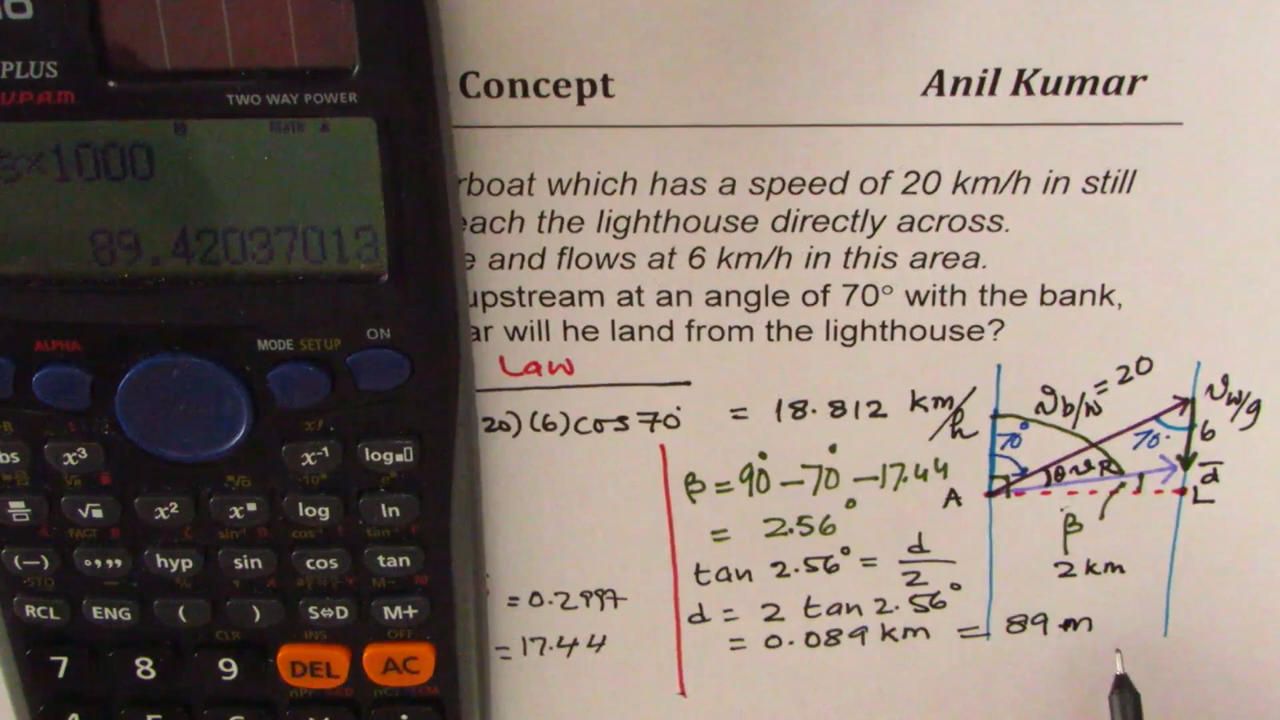 PLUS
TWO WAY POWER
×1000
89.42037013
ALPHA
MODE SETUP
ON
x³
x⁻¹
log
x²
log
ln
(−)
hyp
sin
cos
tan
RCL
ENG
(
)
S⇔D
M+
7
8
9
DEL
AC
Concept
Anil Kumar
rboat which has a speed of 20 km/h in still
each the lighthouse directly across.
e and flows at 6 km/h in this area.
upstream at an angle of 70° with the bank,
ar will he land from the lighthouse?
Law
20)(6)cos70° = 18.812 km/h
= 0.2997
= 17.44
β = 90° − 70° − 17.44
= 2.56°
tan 2.56° = d/2
d = 2 tan 2.56°
= 0.089 km = 89 m
vb/w = 20
vw/g
6
70°
70°
θ
vR
d
A
L
β
2 km